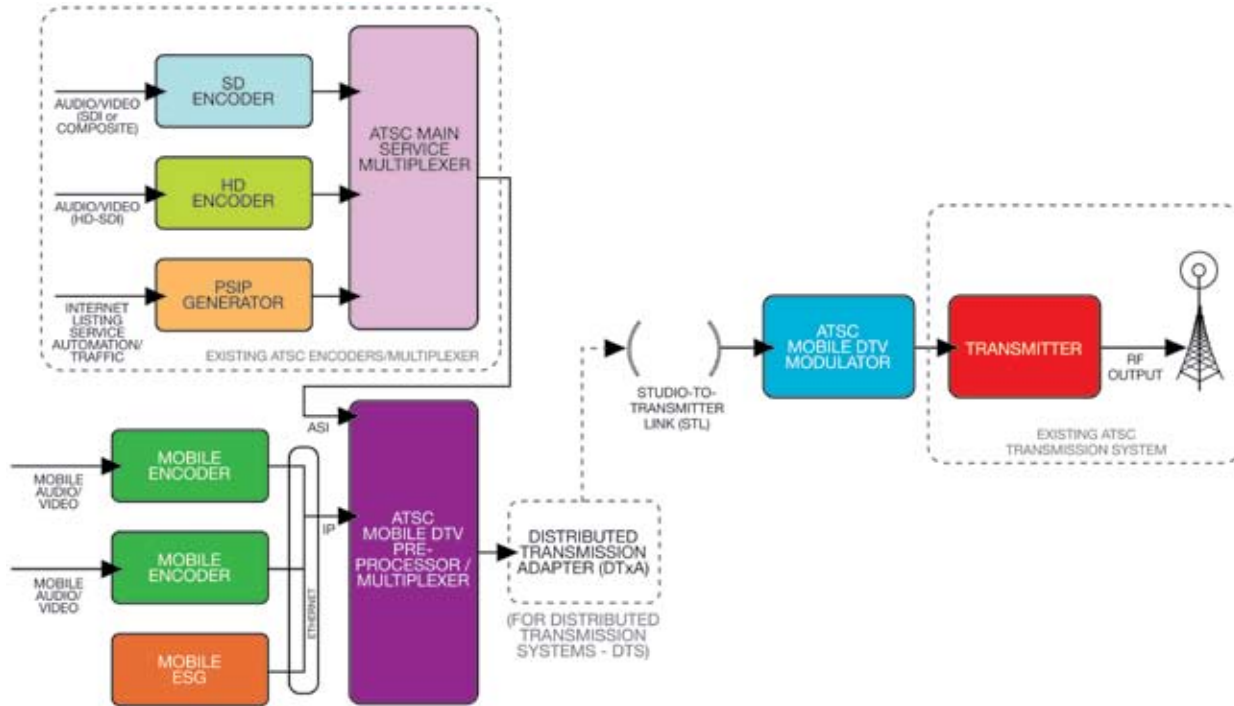 SD
ENCODER
AUDIO/VIDEO
(SDI or
COMPOSITE)
HD
ENCODER
AUDIO/VIDEO
(HD-SDI)
PSIP
GENERATOR
INTERNET
LISTING
SERVICE
AUTOMATION/
TRAFFIC
ATSC MAIN
SERVICE
MULTIPLEXER
EXISTING ATSC ENCODERS/MULTIPLEXER
ASI
MOBILE
ENCODER
MOBILE
AUDIO/
VIDEO
MOBILE
ENCODER
MOBILE
AUDIO/
VIDEO
MOBILE
ESG
ETHERNET
IP
ATSC
MOBILE DTV
PRE-
PROCESSOR /
MULTIPLEXER
DISTRIBUTED
TRANSMISSION
ADAPTER (DTxA)
(FOR DISTRIBUTED
TRANSMISSION
SYSTEMS - DTS)
STUDIO-TO-
TRANSMITTER
LINK (STL)
ATSC
MOBILE DTV
MODULATOR
TRANSMITTER
RF
OUTPUT
EXISTING ATSC
TRANSMISSION SYSTEM